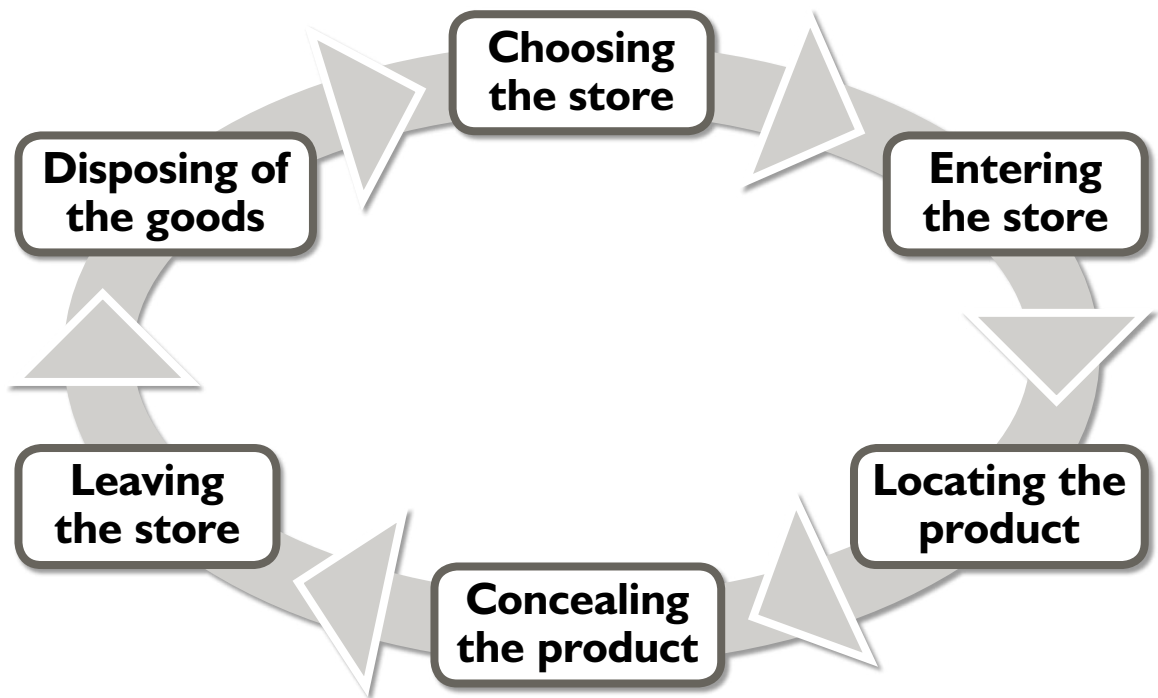 Choosing
the store
Entering
the store
Locating the
product
Concealing
the product
Leaving
the store
Disposing of
the goods